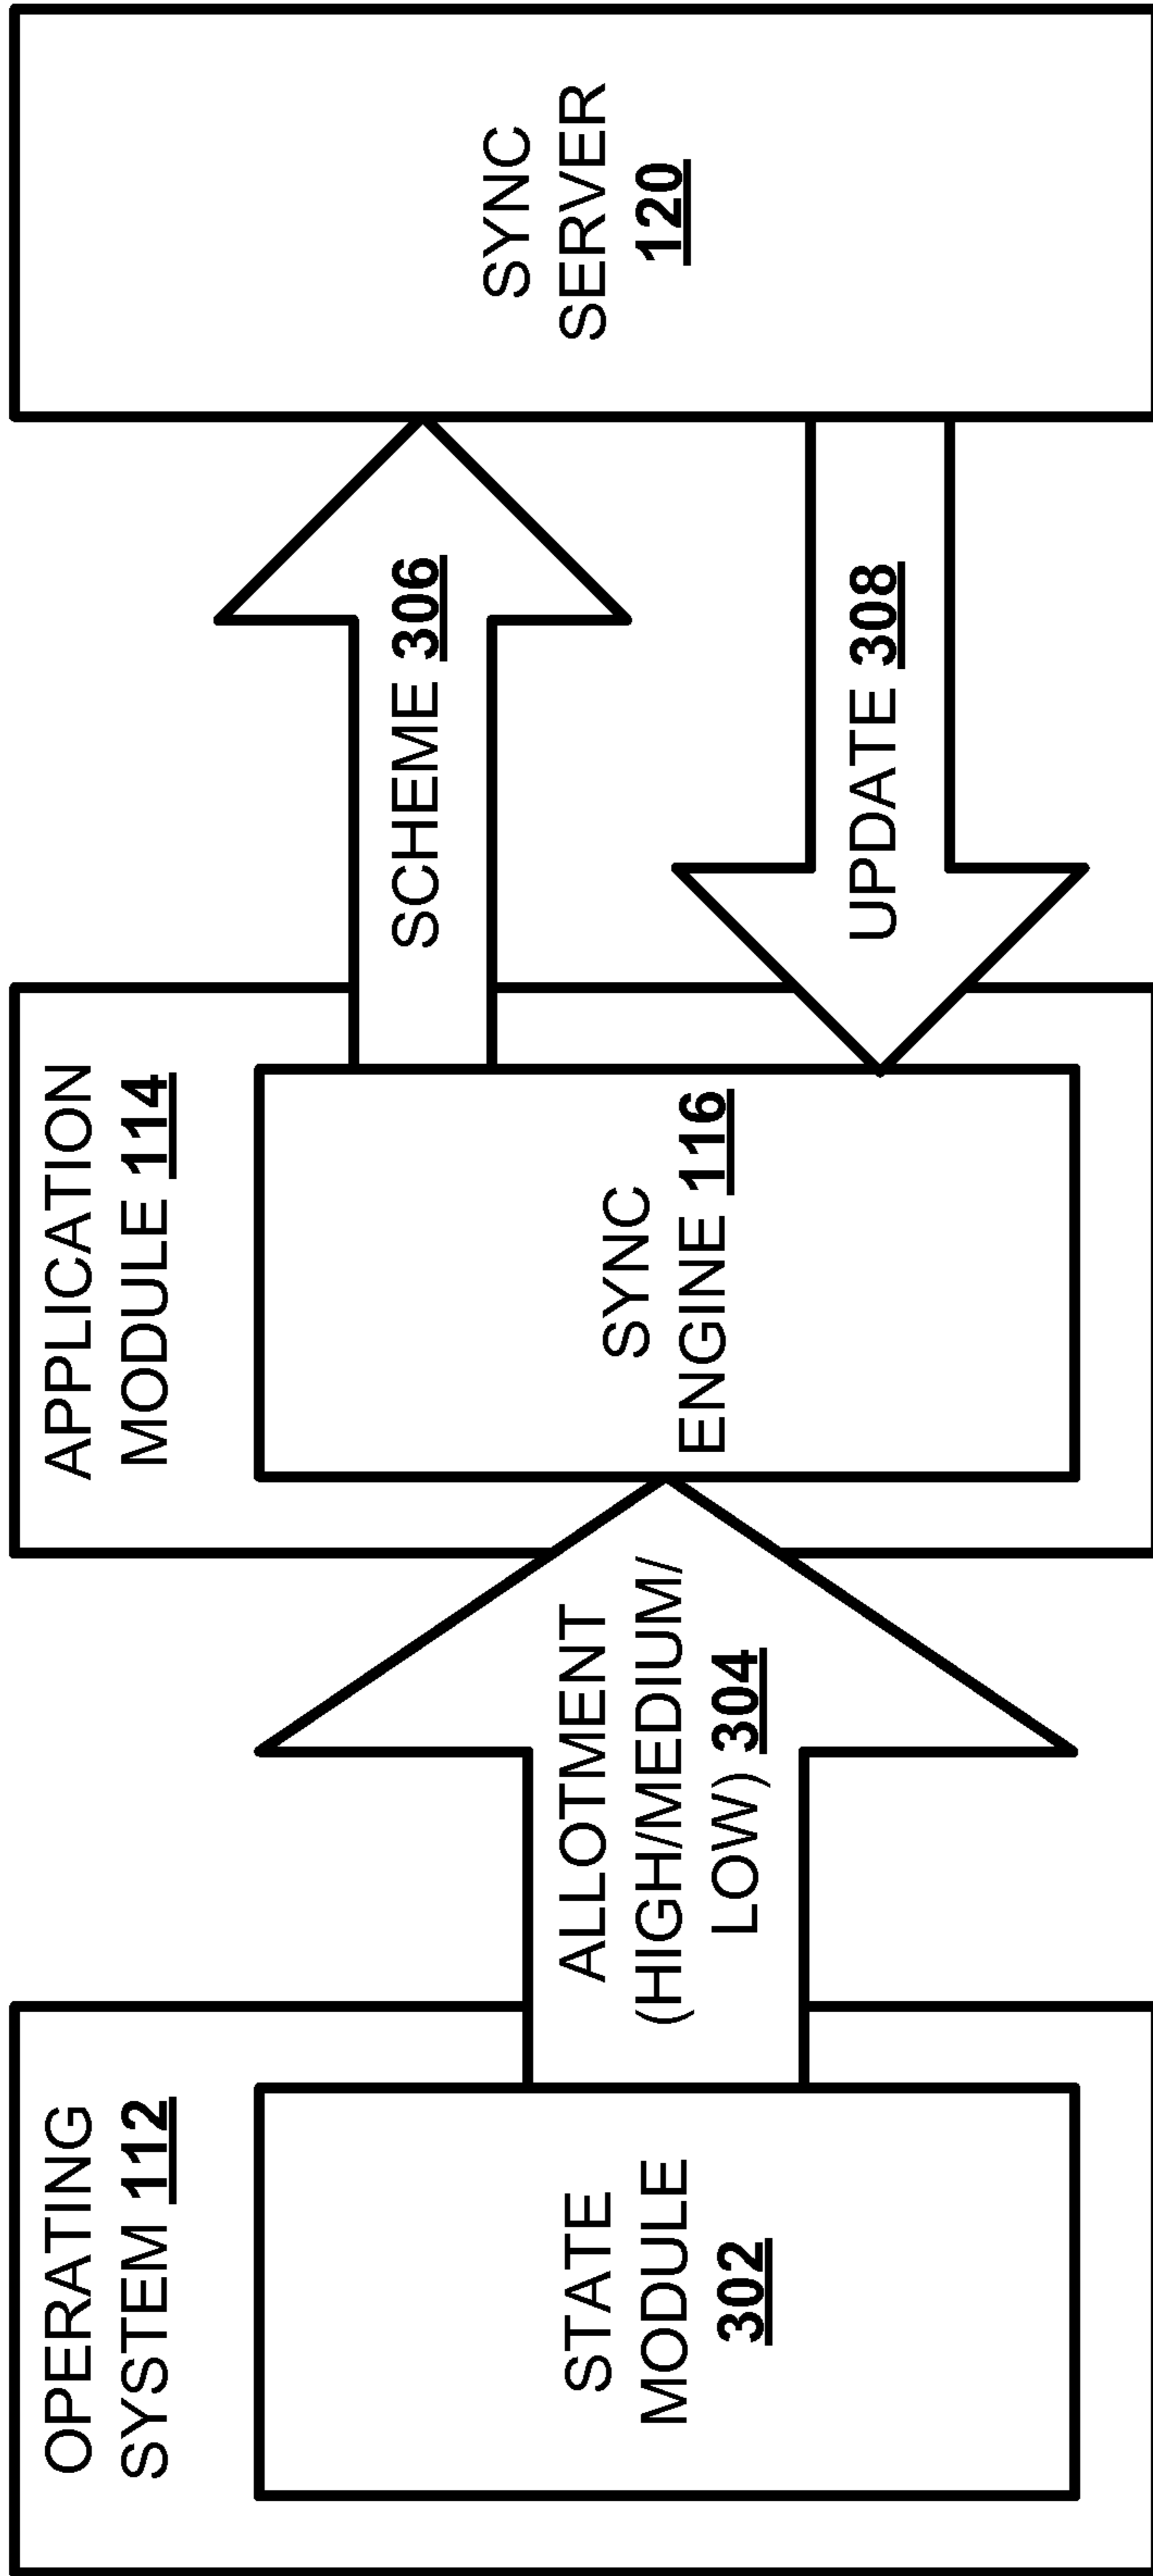 OPERATING
SYSTEM 112
STATE
MODULE
302
ALLOTMENT
(HIGH/MEDIUM/
LOW) 304
APPLICATION
MODULE 114
SYNC
ENGINE 116
SCHEME 306
UPDATE 308
SYNC
SERVER
120